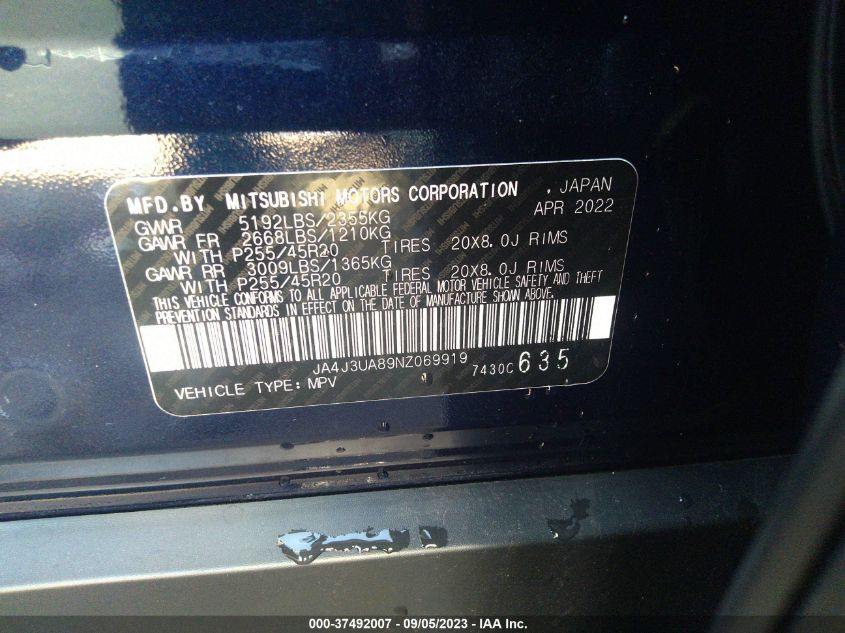 MFD.BY MITSUBISHI MOTORS CORPORATION , JAPAN
GVWR 5192LBS/2355KG APR 2022
GAWR FR 2668LBS/1210KG
WITH P255/45R20 TIRES 20X8.0J RIMS
GAWR RR 3009LBS/1365KG
WITH P255/45R20 TIRES 20X8.0J RIMS
THIS VEHICLE CONFORMS TO ALL APPLICABLE FEDERAL MOTOR VEHICLE SAFETY AND THEFT
PREVENTION STANDARDS IN EFFECT ON THE DATE OF MANUFACTURE SHOWN ABOVE.
JA4J3UA89NZ069919 7430C 635
VEHICLE TYPE: MPV
000-37492007 - 09/05/2023 - © IAA Inc.